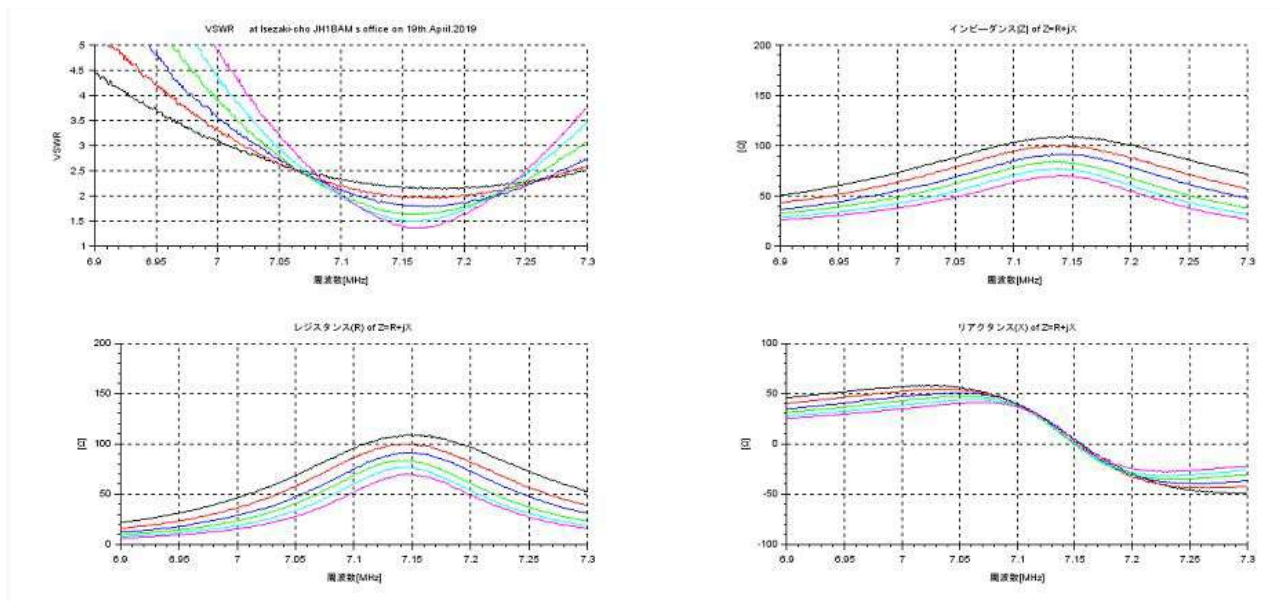 VSWR at Isezaki-cho JH1BAM s office on 19th.April.2019
5
4.5
4
3.5
3
2.5
2
1.5
1
VSWR
6.9 6.95 7 7.05 7.1 7.15 7.2 7.25 7.3
周波数[MHz]
インピーダンス(Z) of Z=R+jX
200
150
100
50
0
[Ω]
6.9 6.95 7 7.05 7.1 7.15 7.2 7.25 7.3
周波数[MHz]
レジスタンス(R) of Z=R+jX
200
150
100
50
0
[Ω]
6.9 6.95 7 7.05 7.1 7.15 7.2 7.25 7.3
周波数[MHz]
リアクタンス(X) of Z=R+jX
100
50
0
-50
-100
[Ω]
6.9 6.95 7 7.05 7.1 7.15 7.2 7.25 7.3
周波数[MHz]